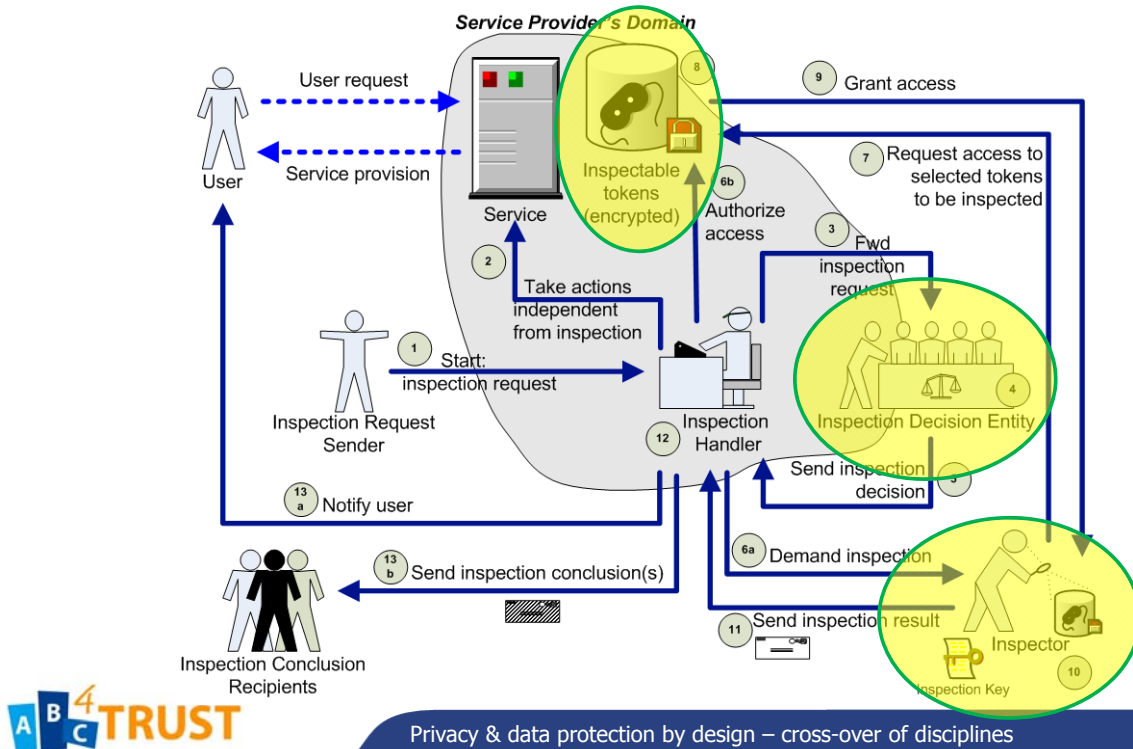 Service Provider's Domain
User request
Service provision
User
Service
8
Inspectable
tokens
(encrypted)
9
Grant access
7
Request access to
selected tokens
to be inspected
6b
Authorize
access
3
Fwd
inspection
request
2
Take actions
independent
from inspection
1
Start:
inspection request
Inspection Request
Sender
Inspection
Handler
4
Inspection Decision Entity
12
Send inspection
decision
5
13
a
Notify user
6a
Demand inspection
13
b
Send inspection conclusion(s)
11
Send inspection result
Inspector
10
Inspection Key
Inspection Conclusion
Recipients
A B C 4 TRUST
Privacy & data protection by design – cross-over of disciplines